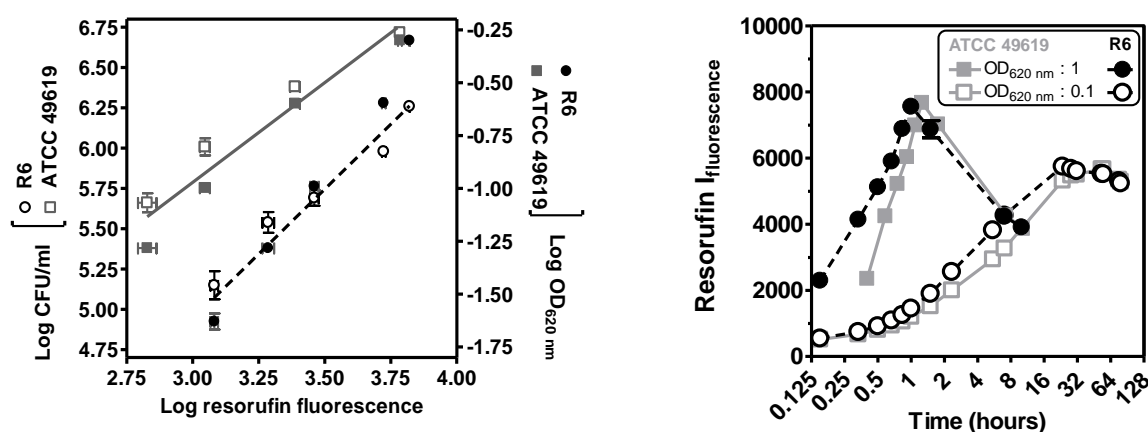 6.75
6.50
6.25
6.00
5.75
5.50
5.25
5.00
4.75
Log CFU/ml
R6
ATCC 49619
-0.25
-0.50
-0.75
-1.00
-1.25
-1.50
-1.75
ATCC 49619
R6
Log OD620 nm
2.75 3.00 3.25 3.50 3.75 4.00
Log resorufin fluorescence
10000
8000
6000
4000
2000
0
Resorufin Ifluorescence
ATCC 49619 R6
OD620 nm : 1
OD620 nm : 0.1
0.125 0.25 0.5 1 2 4 8 16 32 64 128
Time (hours)